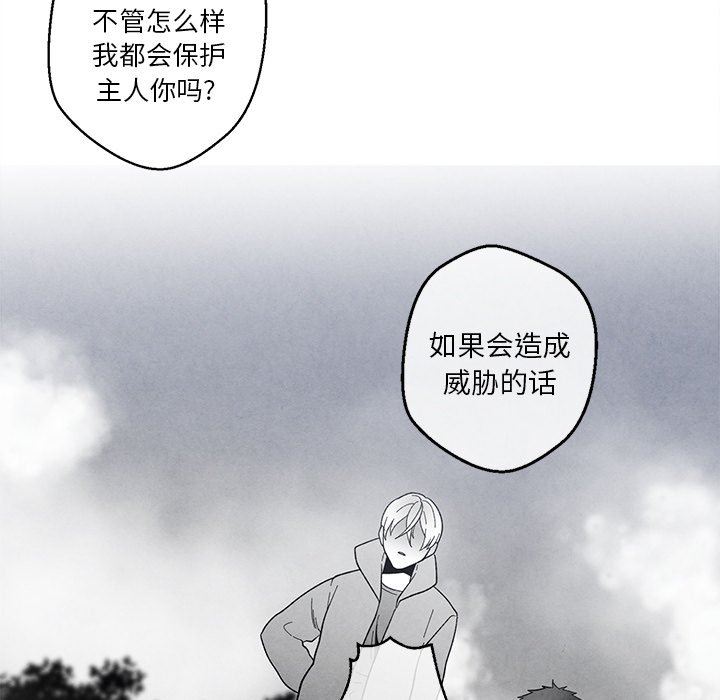 不管怎么样
我都会保护
主人你吗?
如果会造成
威胁的话